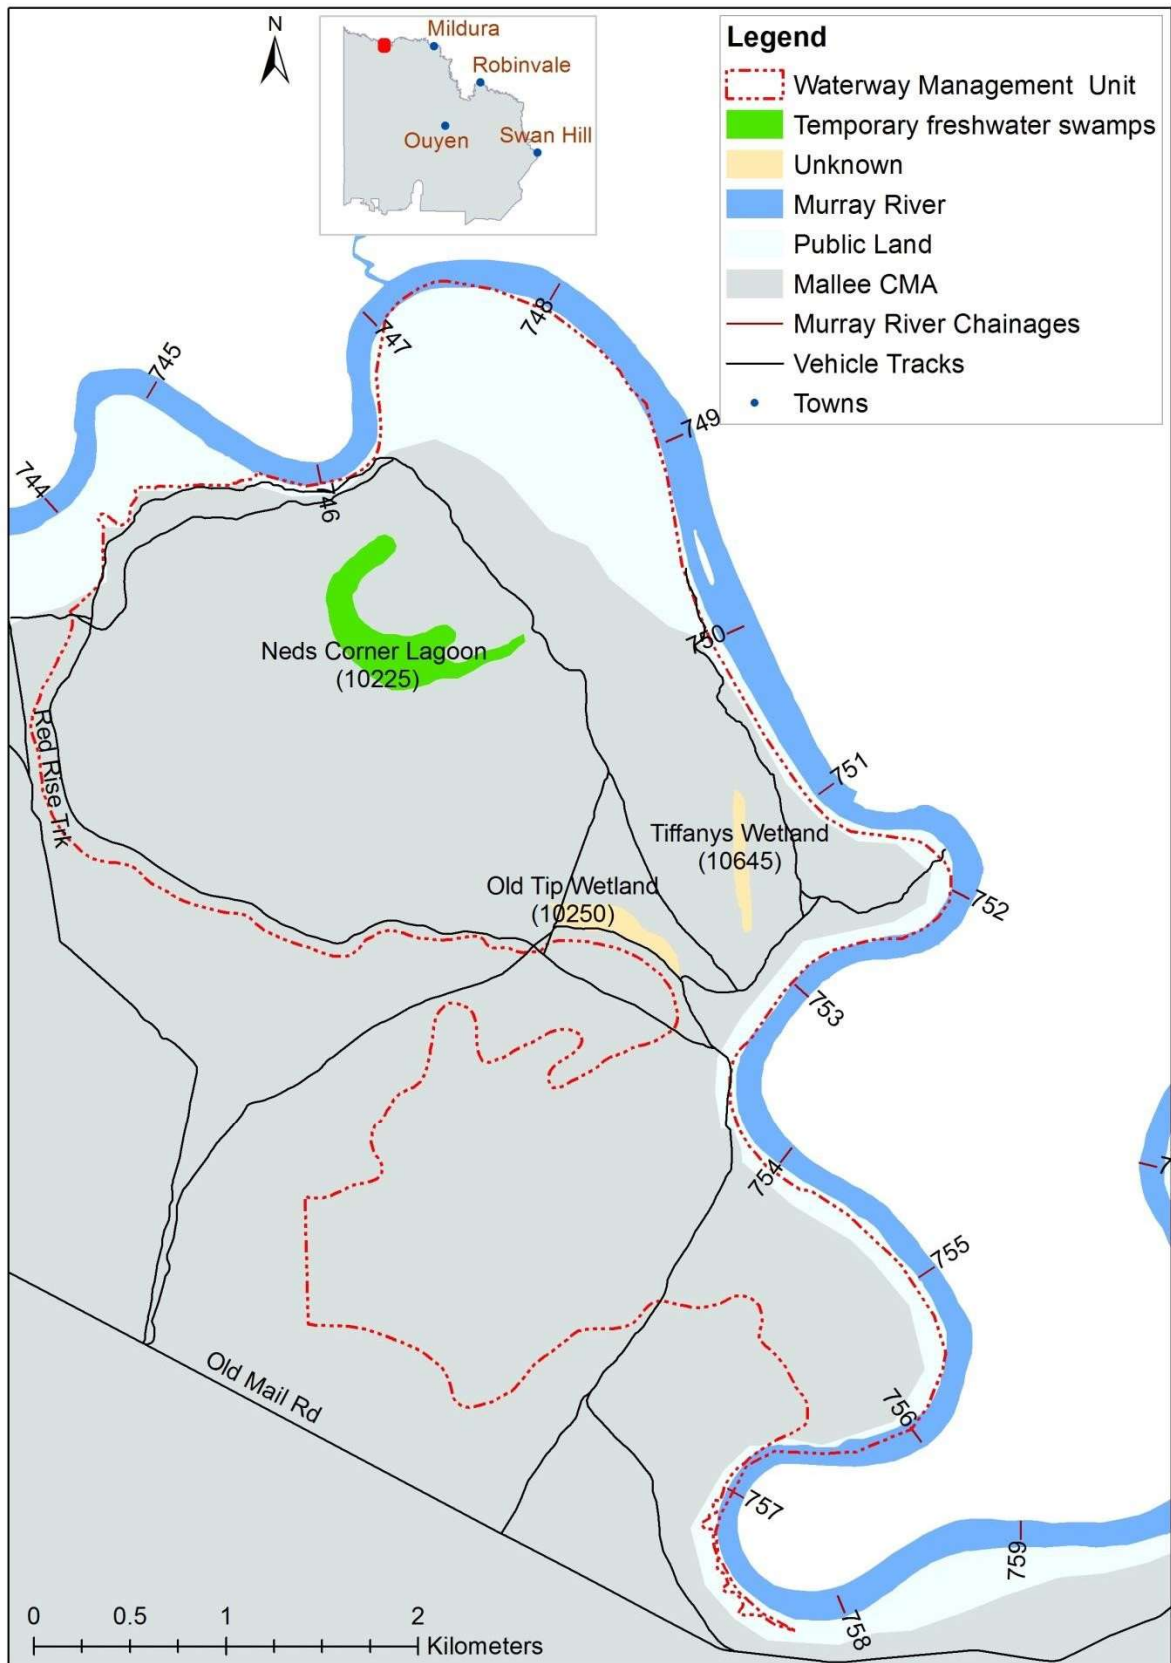 N
Mildura
Robinvale
Ouyen
Swan Hill
Legend
Waterway Management Unit
Temporary freshwater swamps
Unknown
Murray River
Public Land
Mallee CMA
Murray River Chainages
Vehicle Tracks
Towns
748
747
745
749
744
746
750
Neds Corner Lagoon
(10225)
Red Rise Trk
751
Tiffanys Wetland
(10645)
Old Tip Wetland
(10250)
752
753
754
755
Old Mail Rd
756
757
759
758
0 0.5 1 2
Kilometers